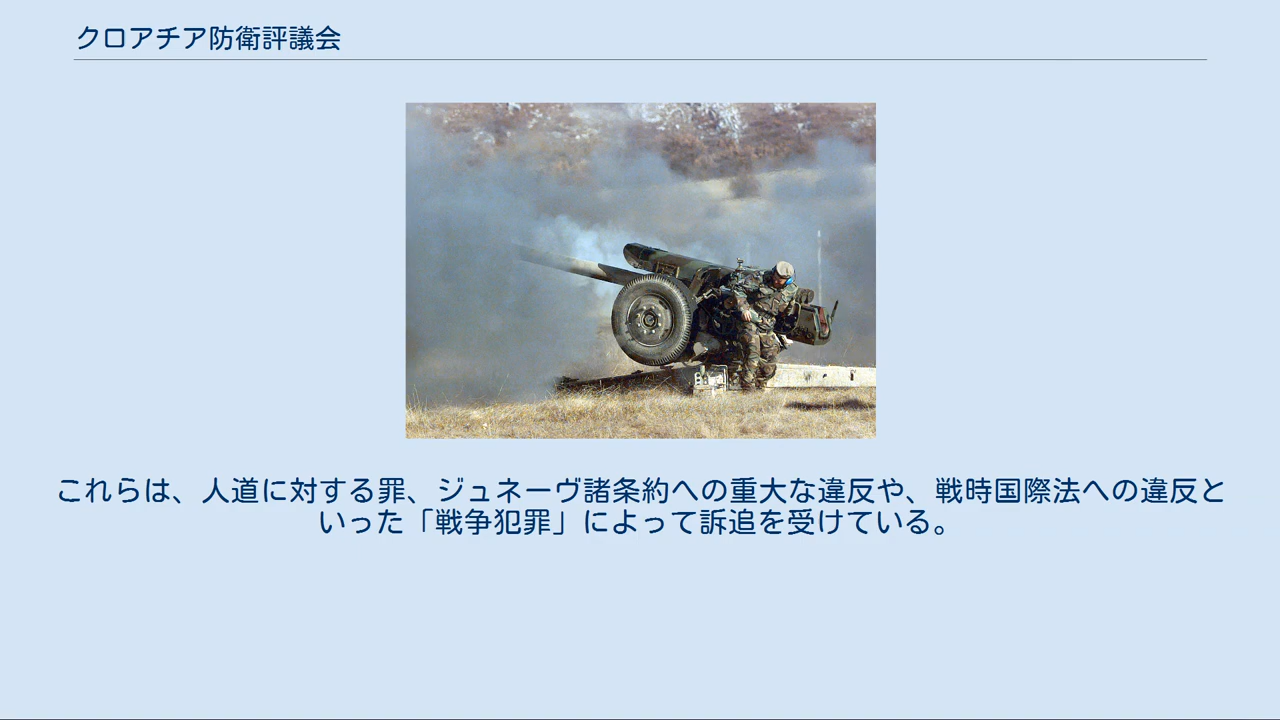 クロアチア防衛評議会
これらは、人道に対する罪、ジュネーヴ諸条約への重大な違反や、戦時国際法への違反と
いった「戦争犯罪」によって訴追を受けている。